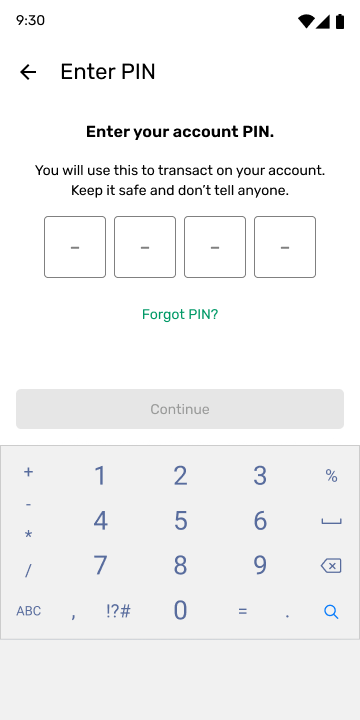 9:30
Enter PIN
Enter your account PIN.
You will use this to transact on your account.
Keep it safe and don’t tell anyone.
– – – –
Forgot PIN?
Continue
+ 1 2 3 %
-
4 5 6
*
7 8 9
/
ABC , !?# 0 = .